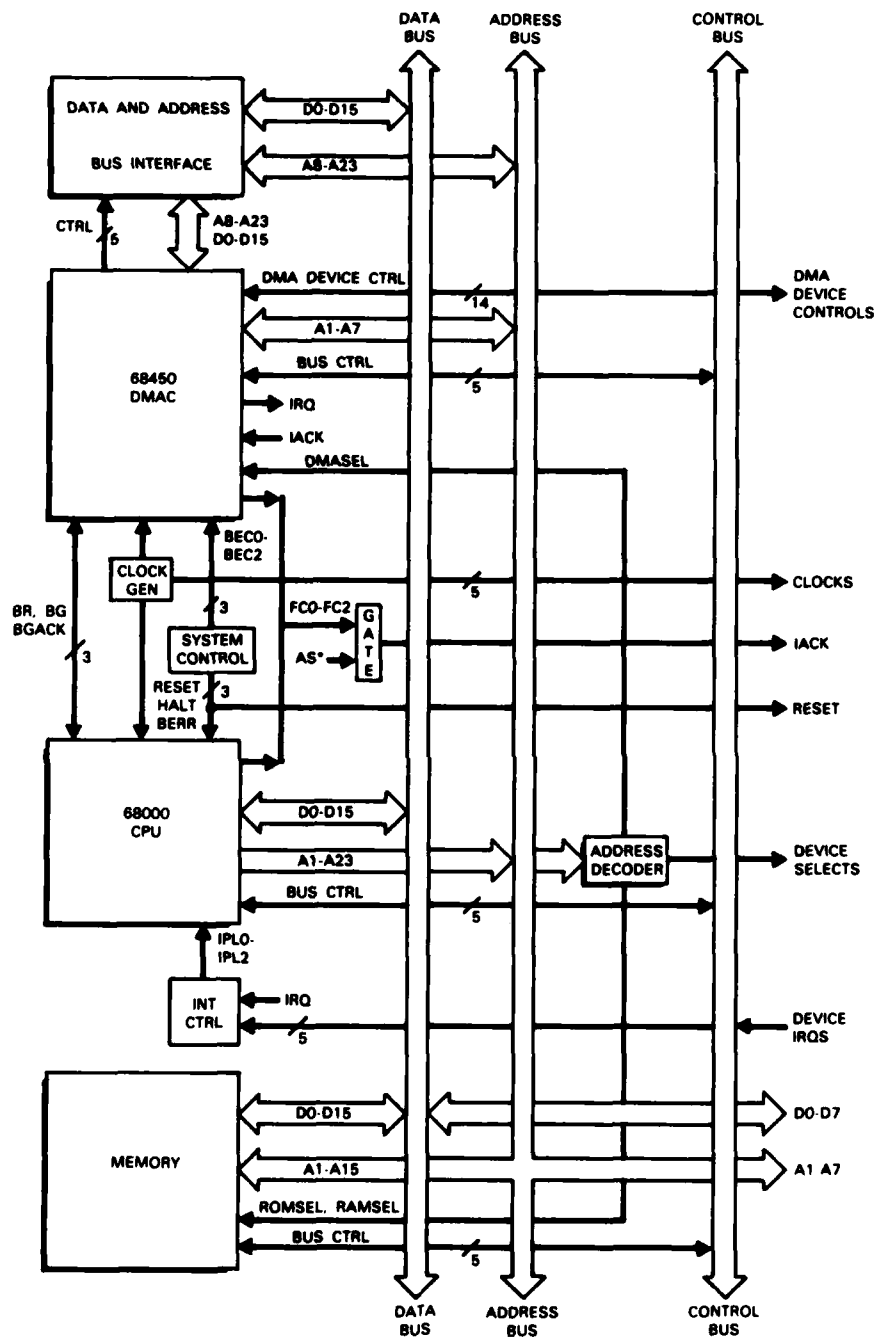 DATA
BUS
ADDRESS
BUS
CONTROL
BUS
DATA AND ADDRESS
BUS INTERFACE
D0-D15
A8-A23
CTRL
5
A8-A23
D0-D15
DMA DEVICE CTRL
14
DMA
DEVICE
CONTROLS
A1-A7
BUS CTRL
5
68450
DMAC
IRQ
IACK
DMASEL
BEC0-
BEC2
CLOCK
GEN
5
CLOCKS
BR, BG
BGACK
3
3
FC0-FC2
GATE
SYSTEM
CONTROL
AS*
IACK
RESET
HALT
BERR
3
RESET
68000
CPU
D0-D15
A1-A23
ADDRESS
DECODER
DEVICE
SELECTS
BUS CTRL
5
IPL0-
IPL2
INT
CTRL
IRQ
5
DEVICE
IRQS
MEMORY
D0-D15
D0-D7
A1-A15
A1 A7
ROMSEL, RAMSEL
BUS CTRL
5
DATA
BUS
ADDRESS
BUS
CONTROL
BUS